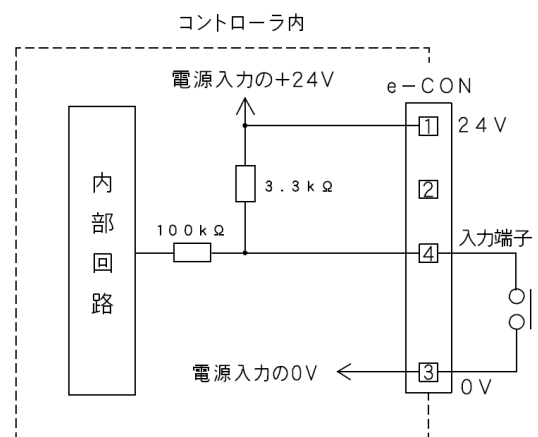 コントローラ内
電源入力の+24V
e-CON
1
24V
2
3.3kΩ
内部回路
100kΩ
入力端子
4
電源入力の0V
3
0V